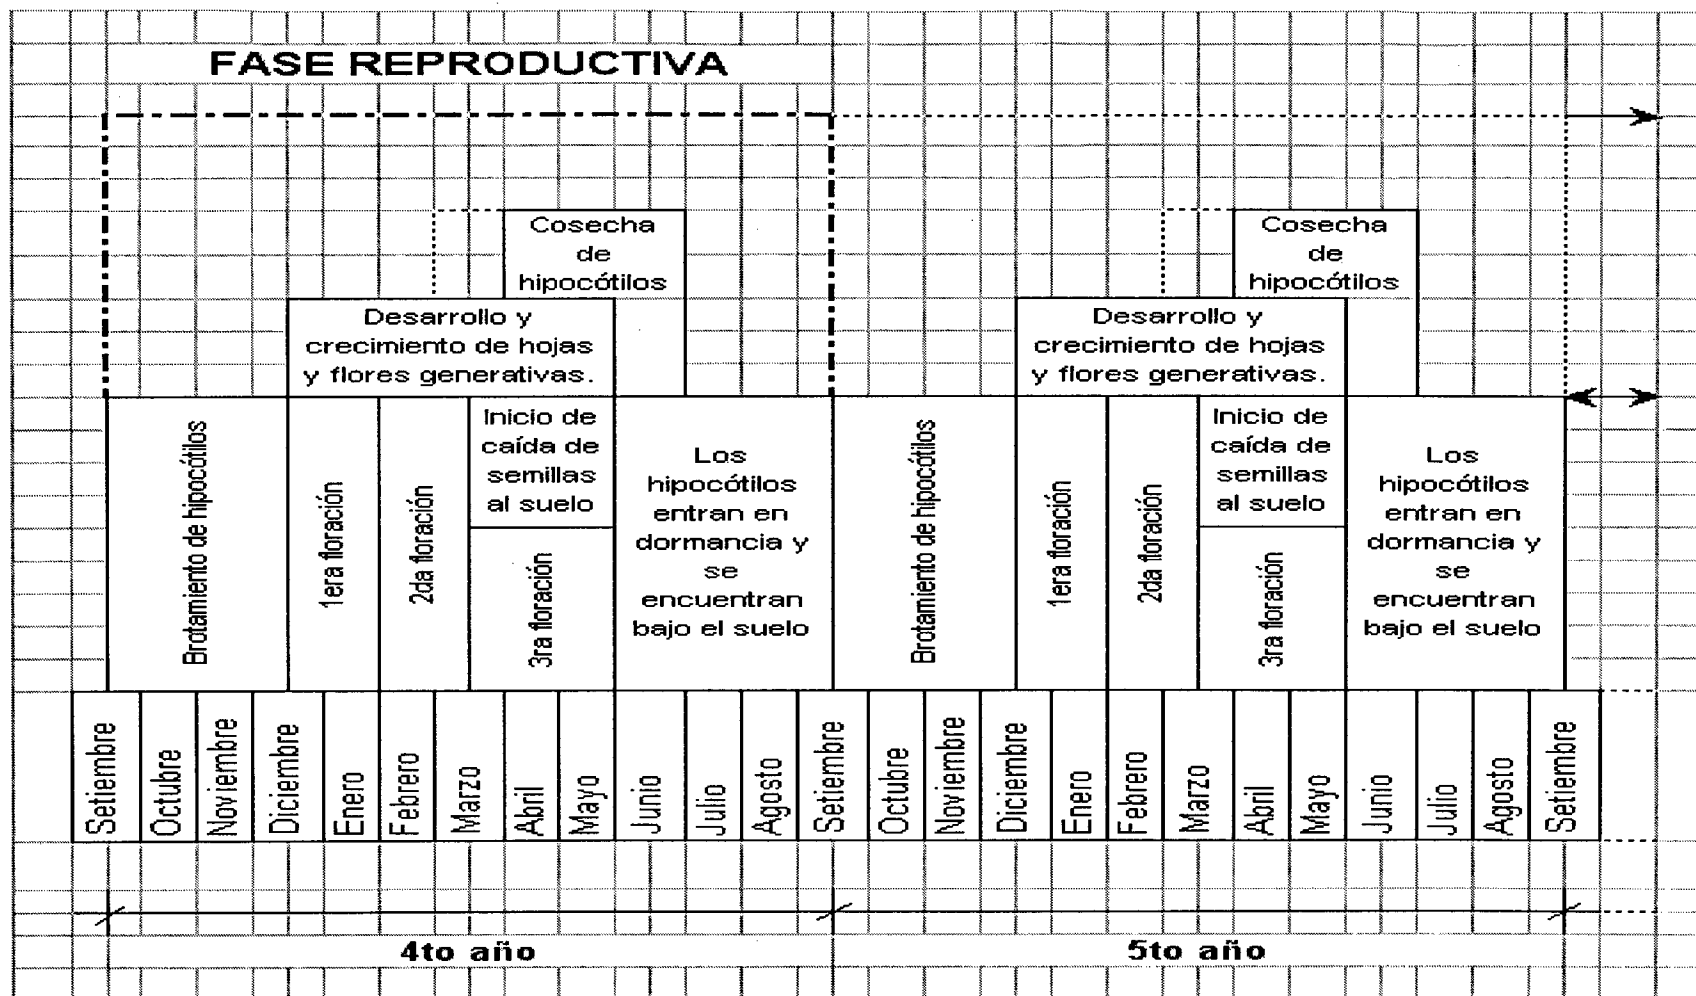 FASE REPRODUCTIVA
Cosecha
de
hipocótilos
Cosecha
de
hipocótilos
Desarrollo y
crecimiento de hojas
y flores generativas.
Desarrollo y
crecimiento de hojas
y flores generativas.
Brotamiento de hipocótilos
1era floración
2da floración
Inicio de
caída de
semillas
al suelo
3ra floración
Los
hipocótilos
entran en
dormancia y
se
encuentran
bajo el suelo
Brotamiento de hipocótilos
1era floración
2da floración
Inicio de
caída de
semillas
al suelo
3ra floración
Los
hipocótilos
entran en
dormancia y
se
encuentran
bajo el suelo
Setiembre
Octubre
Noviembre
Diciembre
Enero
Febrero
Marzo
Abril
Mayo
Junio
Julio
Agosto
Setiembre
Octubre
Noviembre
Diciembre
Enero
Febrero
Marzo
Abril
Mayo
Junio
Julio
Agosto
Setiembre
4to año
5to año